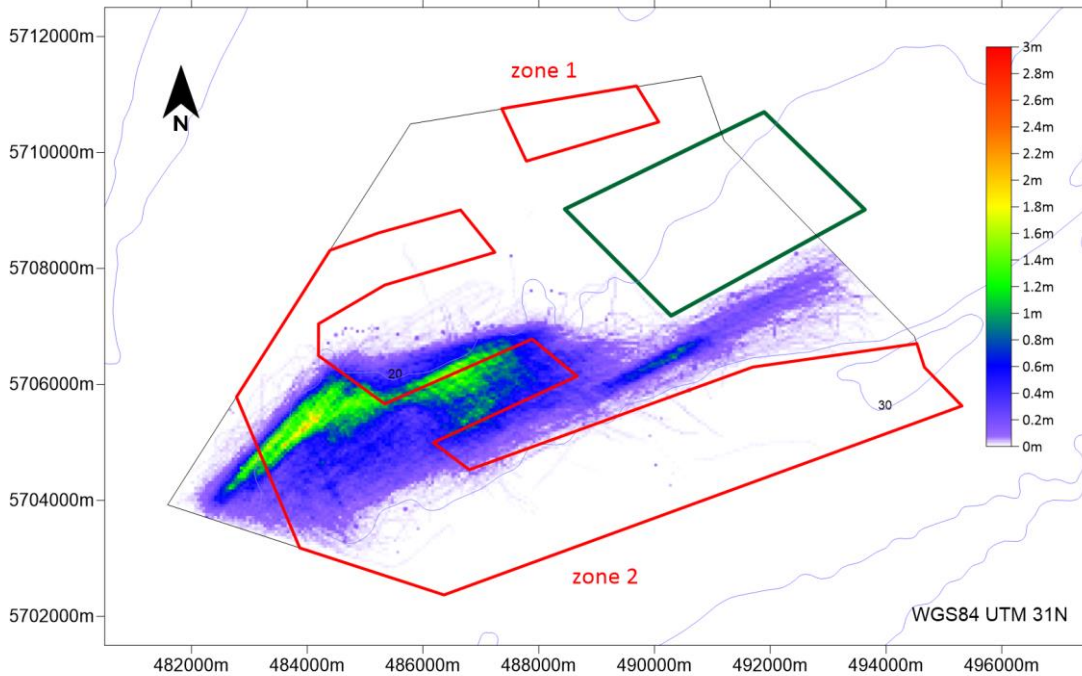 5712000m
5710000m
5708000m
5706000m
5704000m
5702000m
482000m
484000m
486000m
488000m
490000m
492000m
494000m
496000m
N
zone 1
zone 2
20
30
3m
2.8m
2.6m
2.4m
2.2m
2m
1.8m
1.6m
1.4m
1.2m
1m
0.8m
0.6m
0.4m
0.2m
0m
WGS84 UTM 31N